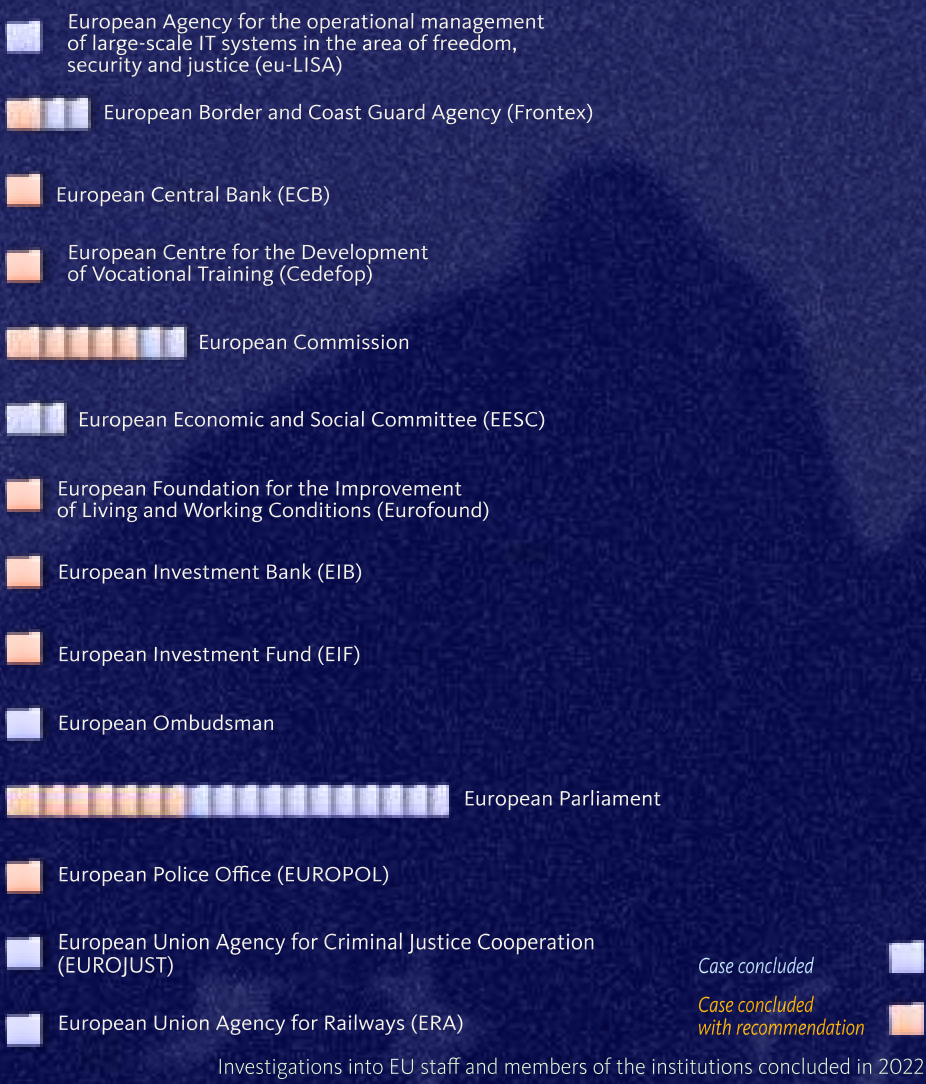 European Agency for the operational management
of large-scale IT systems in the area of freedom,
security and justice (eu-LISA)
European Border and Coast Guard Agency (Frontex)
European Central Bank (ECB)
European Centre for the Development
of Vocational Training (Cedefop)
European Commission
European Economic and Social Committee (EESC)
European Foundation for the Improvement
of Living and Working Conditions (Eurofound)
European Investment Bank (EIB)
European Investment Fund (EIF)
European Ombudsman
European Parliament
European Police Office (EUROPOL)
European Union Agency for Criminal Justice Cooperation
(EUROJUST)
European Union Agency for Railways (ERA)
Case concluded
Case concluded
with recommendation
Investigations into EU staff and members of the institutions concluded in 2022